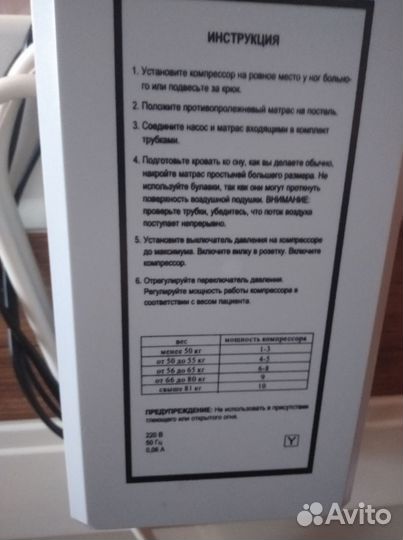 ИНСТРУКЦИЯ
1. Установите компрессор на ровное место у ног больно-
го или подвесьте за крюк.
2. Положите противопролежневый матрас на постель.
3. Соедините насос и матрас входящими в комплект
трубками.
4. Подготовьте кровать ко сну, как вы делаете обычно,
накройте матрас простыней большего размера. Не
используйте булавки, так как они могут проткнуть
поверхность воздушной подушки. ВНИМАНИЕ:
проверьте трубки, убедитесь, что поток воздуха
поступает непрерывно.
5. Установите выключатель давления на компрессоре
до максимума. Включите вилку в розетку. Включите
компрессор.
6. Отрегулируйте переключатель давления.
Регулируйте мощность работы компрессора в
соответствии с весом пациента.
вес мощность компрессора
менее 50 кг 1-3
от 50 до 55 кг 4-5
от 56 до 65 кг 6-8
от 66 до 80 кг 9
свыше 81 кг 10
ПРЕДУПРЕЖДЕНИЕ: Не использовать в присутствии
тлеющего или открытого огня.
220 В
50 Гц
0,06 А
Avito